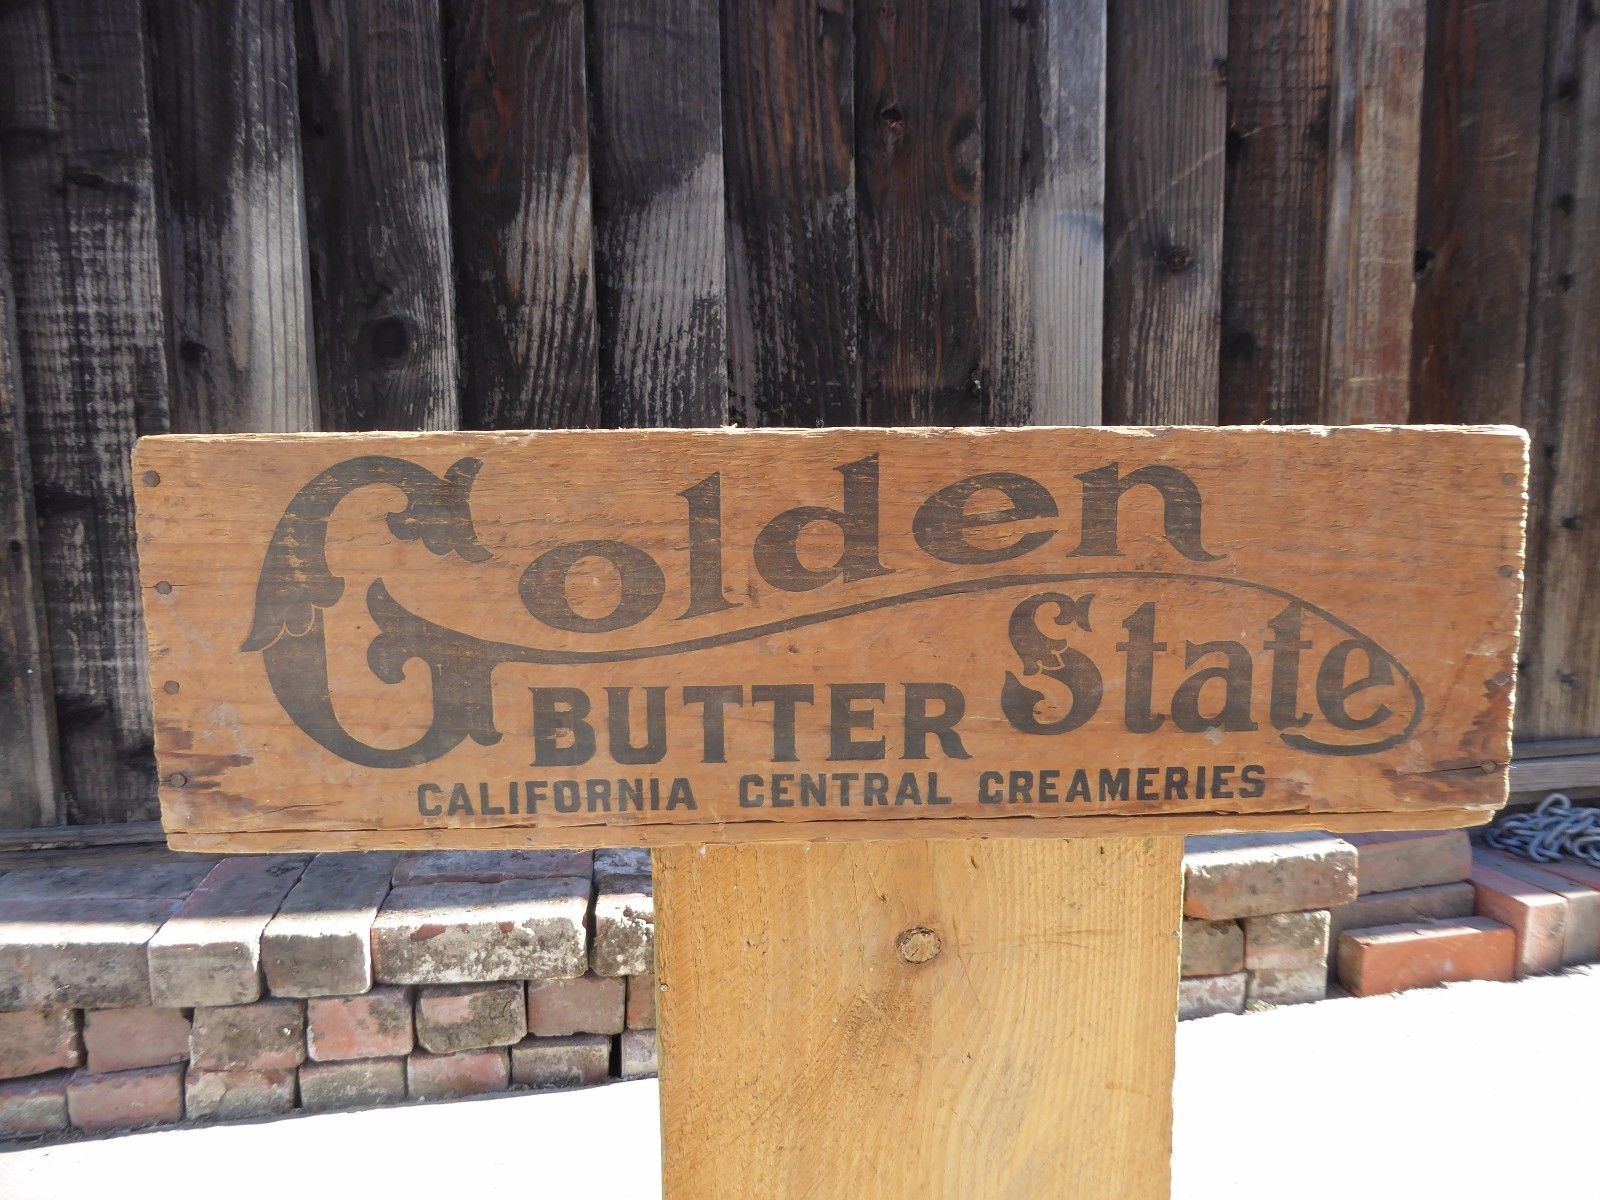 Golden
State
BUTTER
CALIFORNIA CENTRAL CREAMERIES